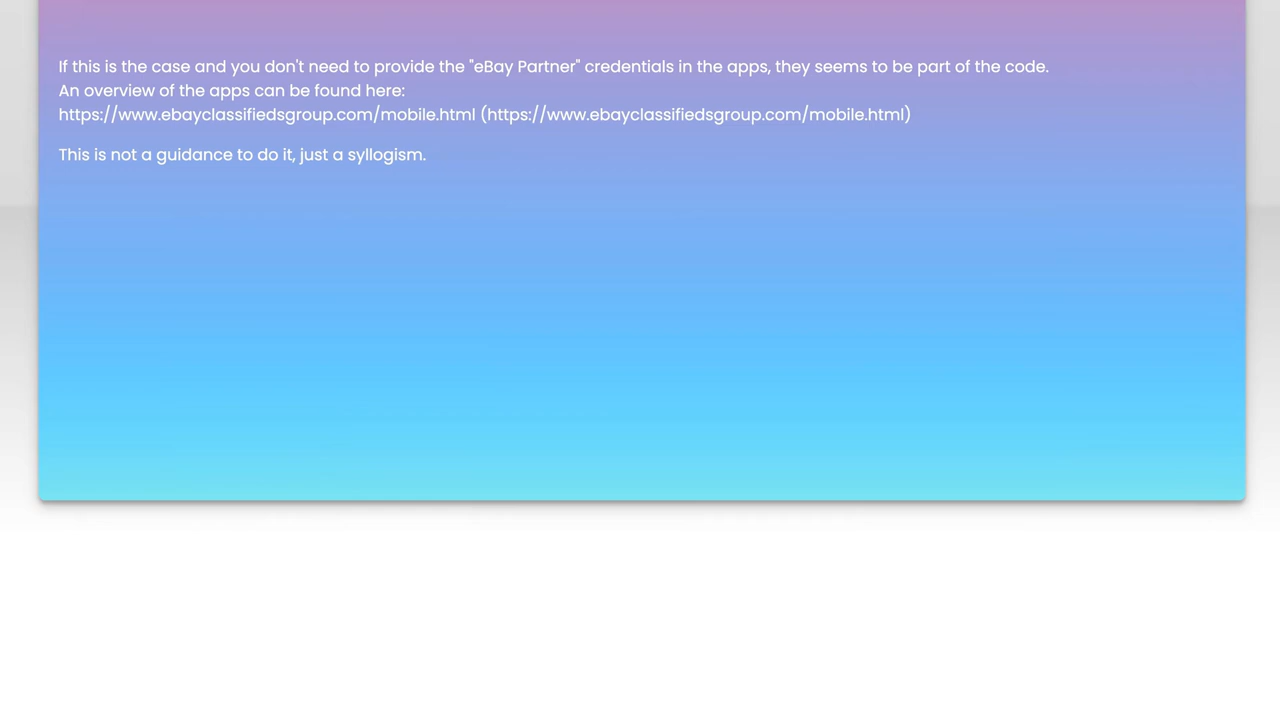 If this is the case and you don't need to provide the "eBay Partner" credentials in the apps, they seems to be part of the code.
An overview of the apps can be found here:
https://www.ebayclassifiedsgroup.com/mobile.html (https://www.ebayclassifiedsgroup.com/mobile.html)
This is not a guidance to do it, just a syllogism.